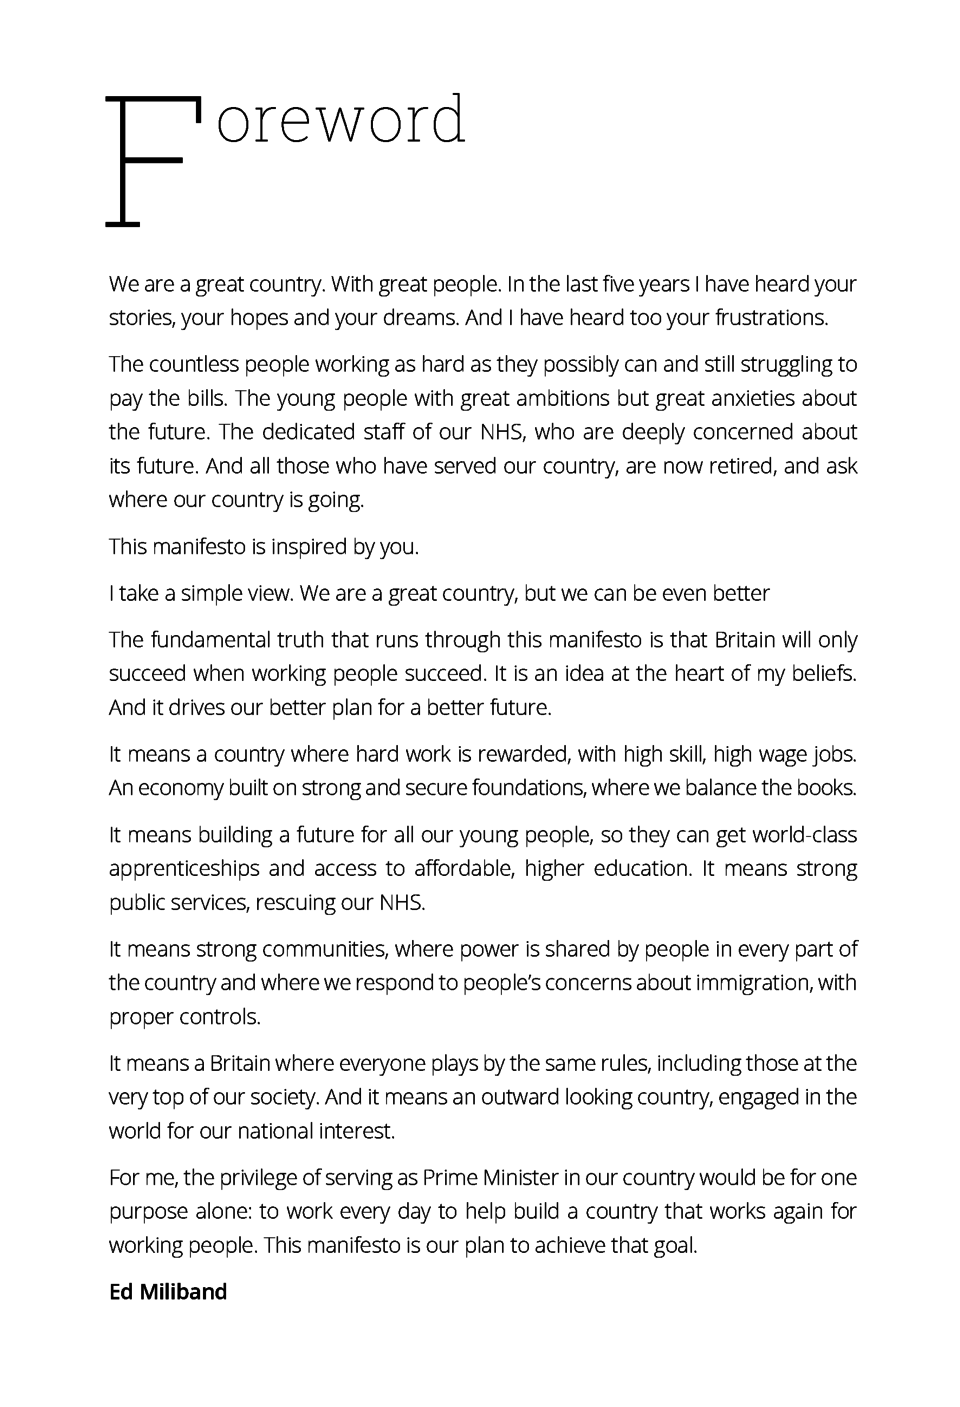 Foreword
We are a great country. With great people. In the last five years I have heard your
stories, your hopes and your dreams. And I have heard too your frustrations.
The countless people working as hard as they possibly can and still struggling to
pay the bills. The young people with great ambitions but great anxieties about
the future. The dedicated staff of our NHS, who are deeply concerned about
its future. And all those who have served our country, are now retired, and ask
where our country is going.
This manifesto is inspired by you.
I take a simple view. We are a great country, but we can be even better
The fundamental truth that runs through this manifesto is that Britain will only
succeed when working people succeed. It is an idea at the heart of my beliefs.
And it drives our better plan for a better future.
It means a country where hard work is rewarded, with high skill, high wage jobs.
An economy built on strong and secure foundations, where we balance the books.
It means building a future for all our young people, so they can get world-class
apprenticeships and access to affordable, higher education. It means strong
public services, rescuing our NHS.
It means strong communities, where power is shared by people in every part of
the country and where we respond to people’s concerns about immigration, with
proper controls.
It means a Britain where everyone plays by the same rules, including those at the
very top of our society. And it means an outward looking country, engaged in the
world for our national interest.
For me, the privilege of serving as Prime Minister in our country would be for one
purpose alone: to work every day to help build a country that works again for
working people. This manifesto is our plan to achieve that goal.
Ed Miliband